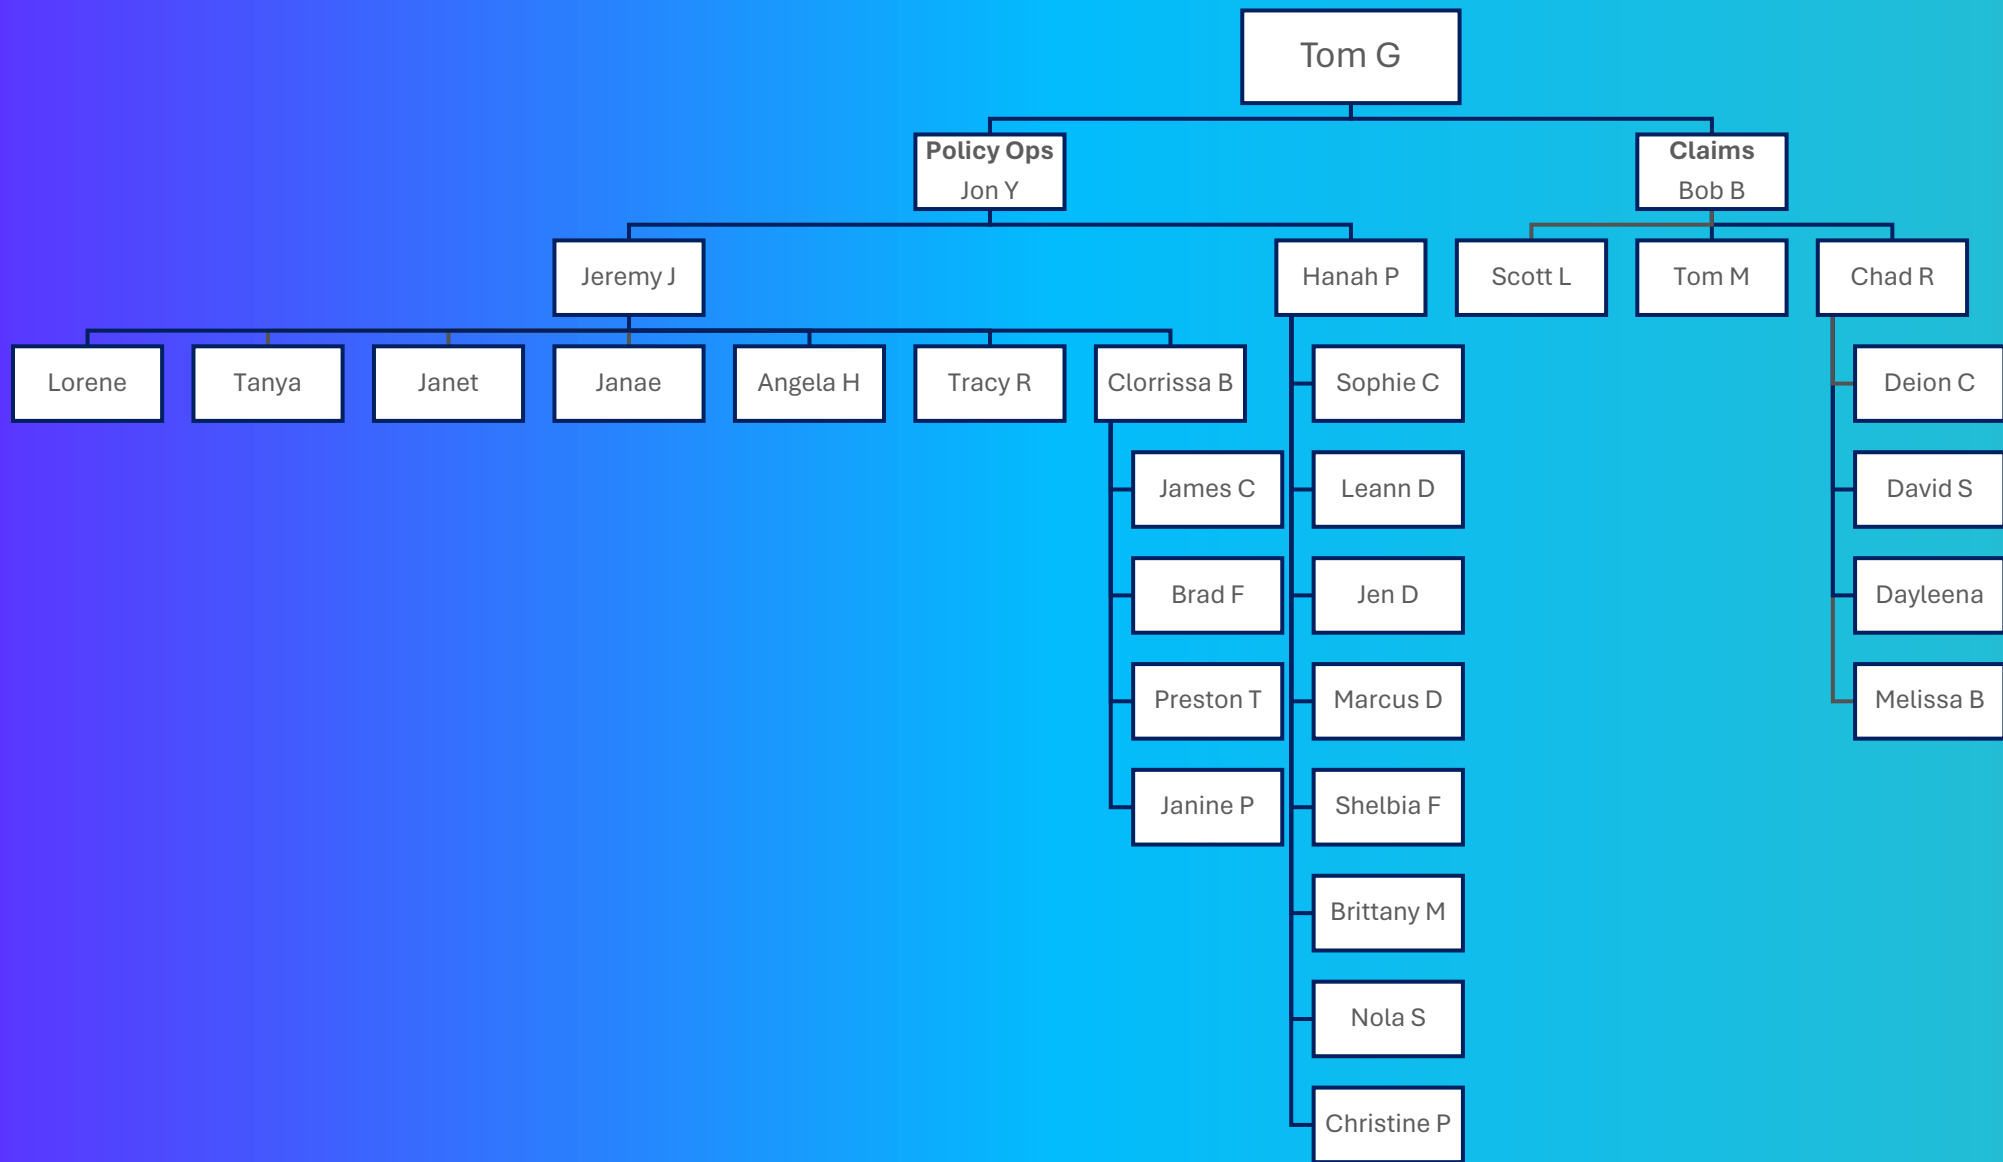 Tom G
Policy Ops
Jon Y
Claims
Bob B
Jeremy J
Hanah P
Scott L
Tom M
Chad R
Lorene
Tanya
Janet
Janae
Angela H
Tracy R
Clorrissa B
Sophie C
Deion C
James C
Leann D
David S
Brad F
Jen D
Dayleena
Preston T
Marcus D
Melissa B
Janine P
Shelbia F
Brittany M
Nola S
Christine P